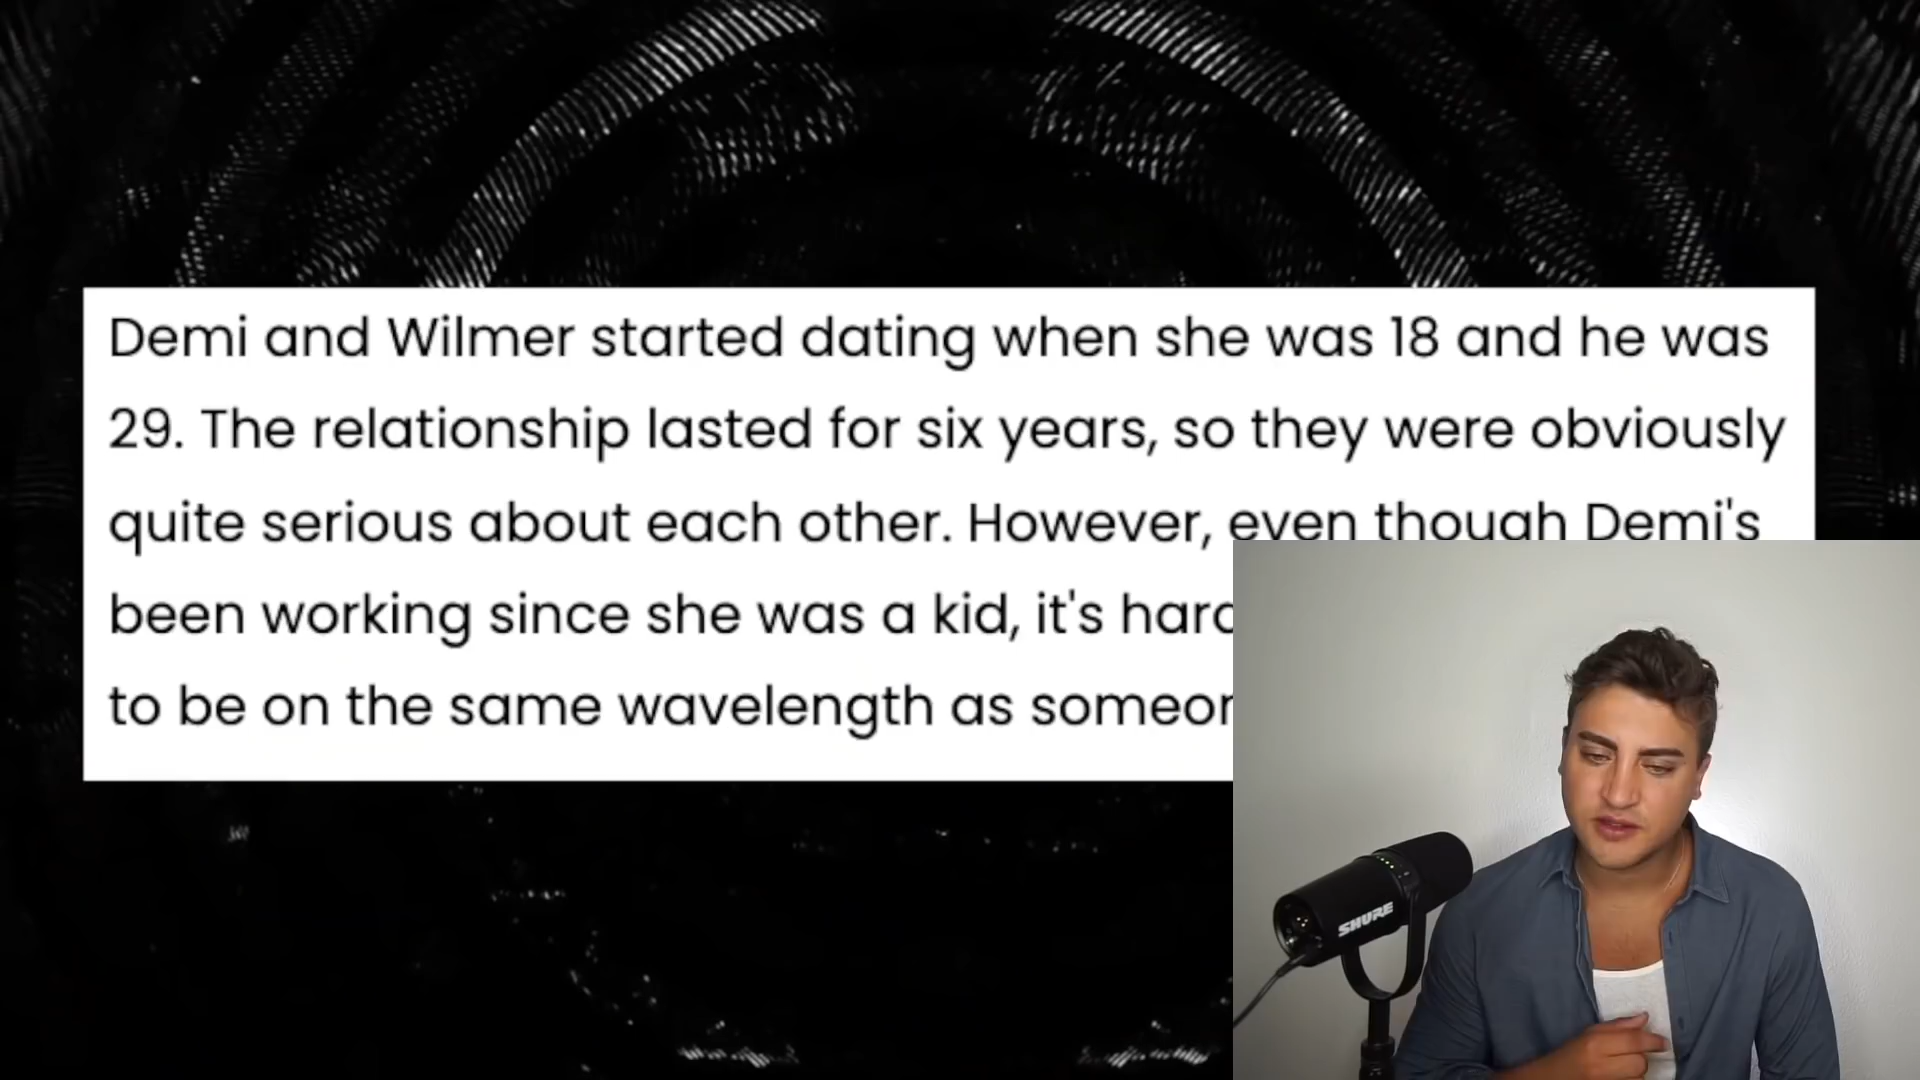 Demi and Wilmer started dating when she was 18 and he was
29. The relationship lasted for six years, so they were obviously
quite serious about each other. However, even though Demi's
been working since she was a kid, it's
to be on the same wavelength as
SHURE